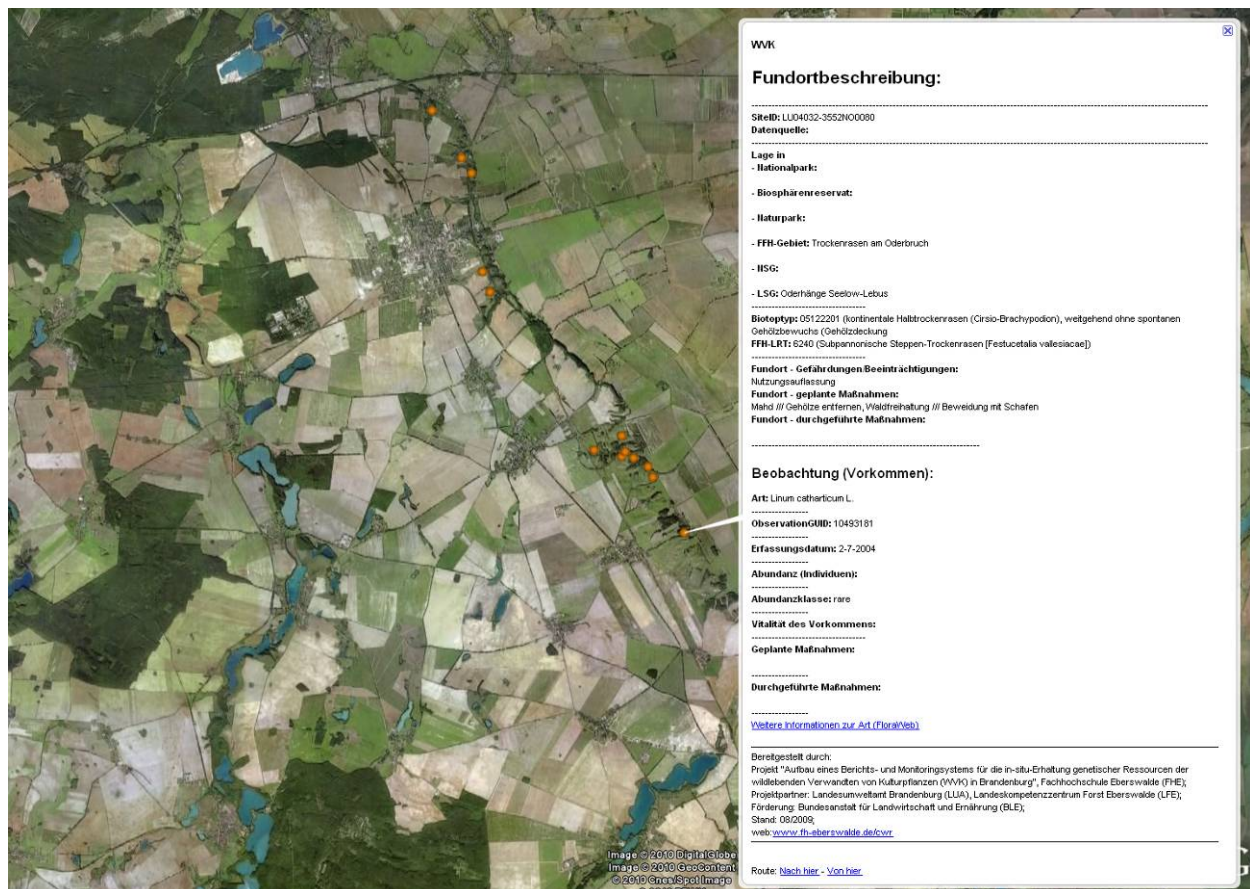 WVK
Fundortbeschreibung:
--------------------------------------------------------------------------------------------------------------
SiteID: LU04032-3552NO0080
Datenquelle:
--------------------------------------------------------------------------------------------------------------
Lage in
- Nationalpark:
- Biosphärenreservat:
- Naturpark:
- FFH-Gebiet: Trockenrasen am Oderbruch
- NSG:
- LSG: Oderhänge Seelow-Lebus
----------------------------------
Biotoptyp: 05122201 (kontinentale Halbtrockenrasen (Cirsio-Brachypodion), weitgehend ohne spontanen
Gehölzbewuchs (Gehölzdeckung
FFH-LRT: 6240 (Subpannonische Steppen-Trockenrasen [Festucetalia vallesiacae])
----------------------------------
Fundort - Gefährdungen/Beeinträchtigungen:
Nutzungsauflassung
Fundort - geplante Maßnahmen:
Mahd /// Gehölze entfernen, Waldfreihaltung /// Beweidung mit Schafen
Fundort - durchgeführte Maßnahmen:
--------------------------------------------------------------------
Beobachtung (Vorkommen):
Art: Linum catharticum L.
-----------------
ObservationGUID: 10493181
-----------------
Erfassungsdatum: 2-7-2004
-----------------
Abundanz (Individuen):
-----------------
Abundanzklasse: rare
-----------------
Vitalität des Vorkommens:
----------------------------------
Geplante Maßnahmen:
-----------------
Durchgeführte Maßnahmen:
-----------------
Weitere Informationen zur Art (FloraWeb)
Bereitgestellt durch:
Projekt "Aufbau eines Berichts- und Monitoringsystems für die in-situ-Erhaltung genetischer Ressourcen der
wildlebenden Verwandten von Kulturpflanzen (WVK) in Brandenburg", Fachhochschule Eberswalde (FHE);
Projektpartner: Landesumweltamt Brandenburg (LUA), Landeskompetenzzentrum Forst Eberswalde (LFE);
Förderung: Bundesanstalt für Landwirtschaft und Ernährung (BLE);
Stand: 08/2009;
web:www.fh-eberswalde.de/cwr
Route: Nach hier - Von hier
Image © 2010 DigitalGlobe
Image © 2010 GeoContent
© 2010 Cnes/Spot Image